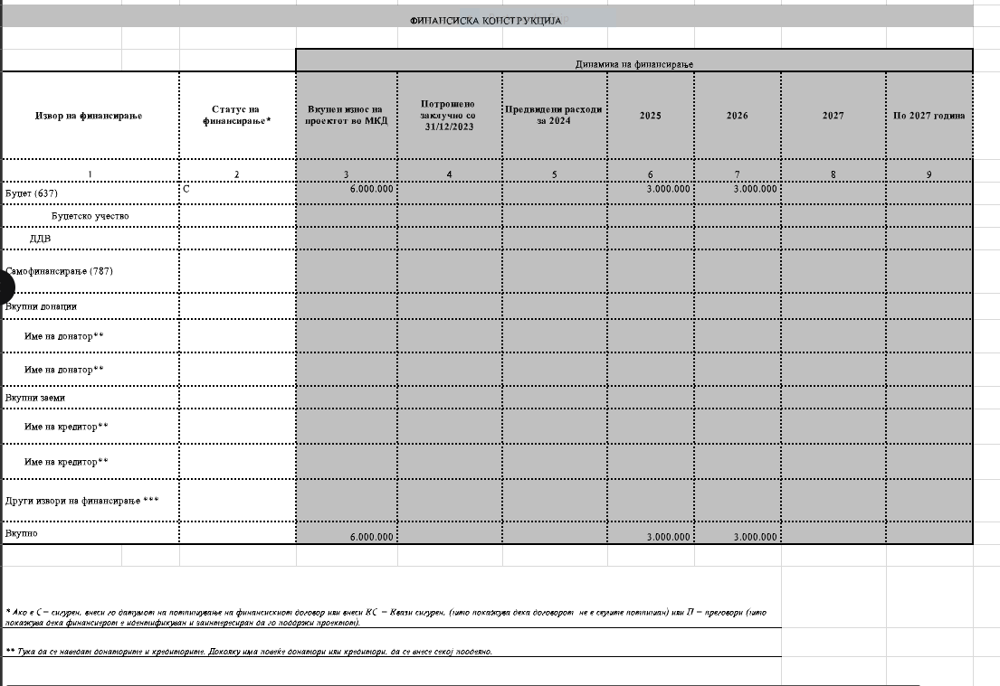 ФИНАНСИСКА КОНСТРУКЦИЈА
Динамика на финансирање
Извор на финансирање
Статус на
финансирање*
Вкупен износ на
проектот во МКД
Потрошено
заклучно со
31/12/2023
Предвидени расходи
за 2024
2025
2026
2027
По 2027 година
1 2 3 4 5 6 7 8 9
Буџет (637) С 6.000.000 3.000.000 3.000.000
Буџетско учество
ДДВ
Самофинансирање (787)
Вкупни донации
Име на донатор**
Име на донатор**
Вкупни заеми
Име на кредитор**
Име на кредитор**
Други извори на финансирање ***
Вкупно 6.000.000 3.000.000 3.000.000
* Ако е С – сигурен, внеси го датумот на потпишување на финансискиот договор или внеси КС – Квази сигурен, (што покажува дека договорот не е сеуште потпишан) или П – преговори (што
покажува дека финансиерот е идентификуван и заинтересиран да го поддржи проектот).
** Тука да се наведат донаторите и кредиторите. Доколку има повеќе донатори или кредитори, да се внесе секој поодделно.